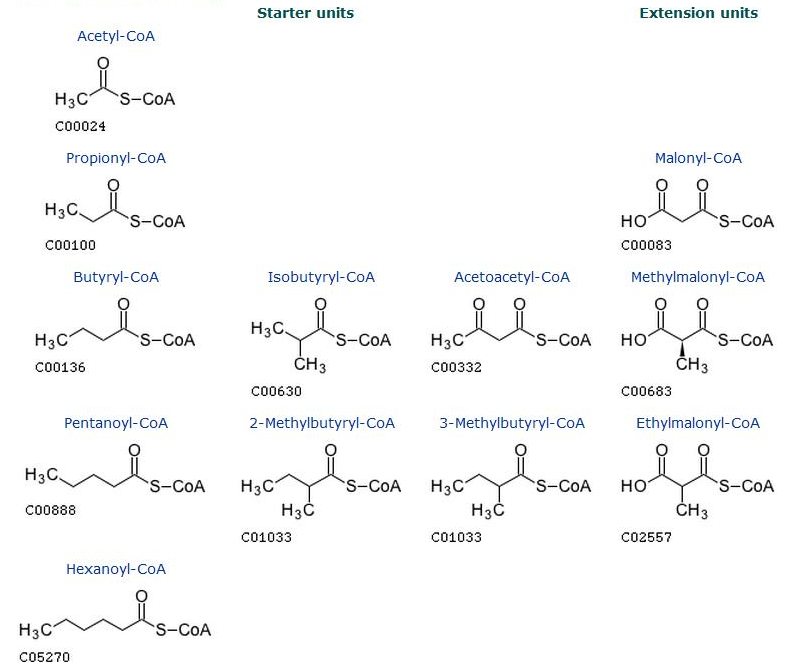 Starter units
Extension units
Acetyl-CoA
O
H₃C S–CoA
C00024
Propionyl-CoA
O
H₃C S–CoA
C00100
Malonyl-CoA
O O
HO S–CoA
C00083
Butyryl-CoA
O
H₃C S–CoA
C00136
Isobutyryl-CoA
O
H₃C S–CoA
CH₃
C00630
Acetoacetyl-CoA
O O
H₃C S–CoA
C00332
Methylmalonyl-CoA
O O
HO S–CoA
CH₃
C00683
Pentanoyl-CoA
O
H₃C S–CoA
C00888
2-Methylbutyryl-CoA
O
H₃C S–CoA
H₃C
C01033
3-Methylbutyryl-CoA
O
H₃C S–CoA
H₃C
C01033
Ethylmalonyl-CoA
O O
HO S–CoA
CH₃
C02557
Hexanoyl-CoA
O
H₃C S–CoA
C05270